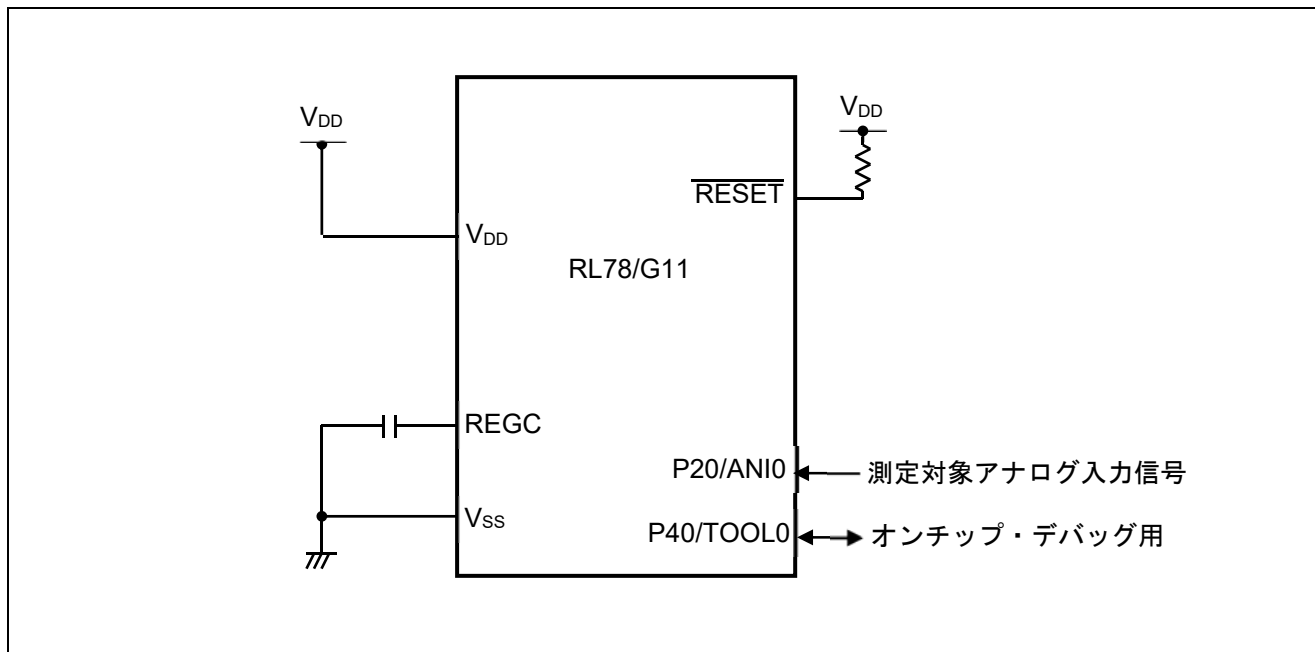 VDD
VDD
RESET
VDD
RL78/G11
REGC
P20/ANI0
測定対象アナログ入力信号
VSS
P40/TOOL0
オンチップ・デバッグ用